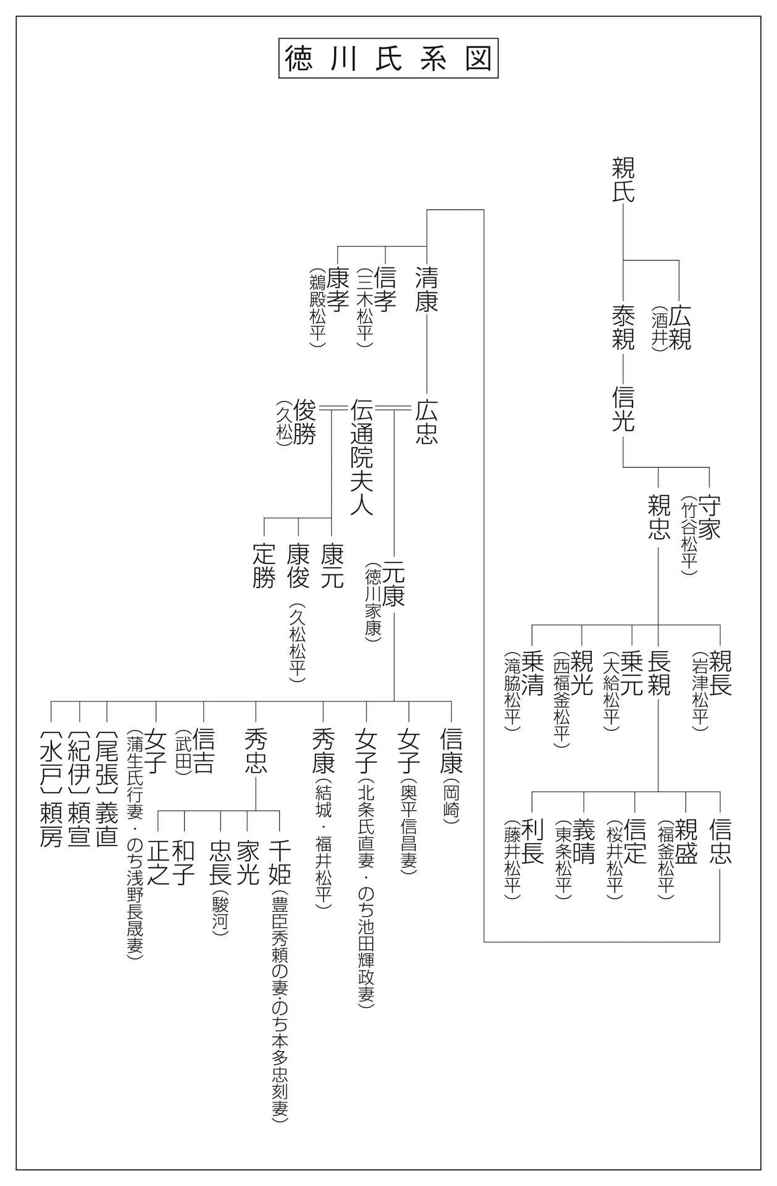 徳川氏系図
親氏
広親
(酒井)
泰親
信光
守家
(竹谷松平)
親忠
親長
(岩津松平)
長親
乗元
(大給松平)
親光
(西福釜松平)
乗清
(滝脇松平)
信忠
親盛
(福釜松平)
信定
(桜井松平)
義晴
(東条松平)
利長
(藤井松平)
清康
信孝
(三木松平)
康孝
(鵜殿松平)
広忠
伝通院夫人
俊勝
(久松)
元康
(徳川家康)
康元
康俊(久松松平)
定勝
信康(岡崎)
女子(奥平信昌妻)
女子(北条氏直妻・のち池田輝政妻)
秀康(結城・福井松平)
秀忠
信吉
(武田)
女子
(蒲生氏行妻・のち浅野長晟妻)
〔尾張〕義直
〔紀伊〕頼宣
〔水戸〕頼房
千姫(豊臣秀頼の妻・のち本多忠刻妻)
家光
忠長(駿河)
和子
正之